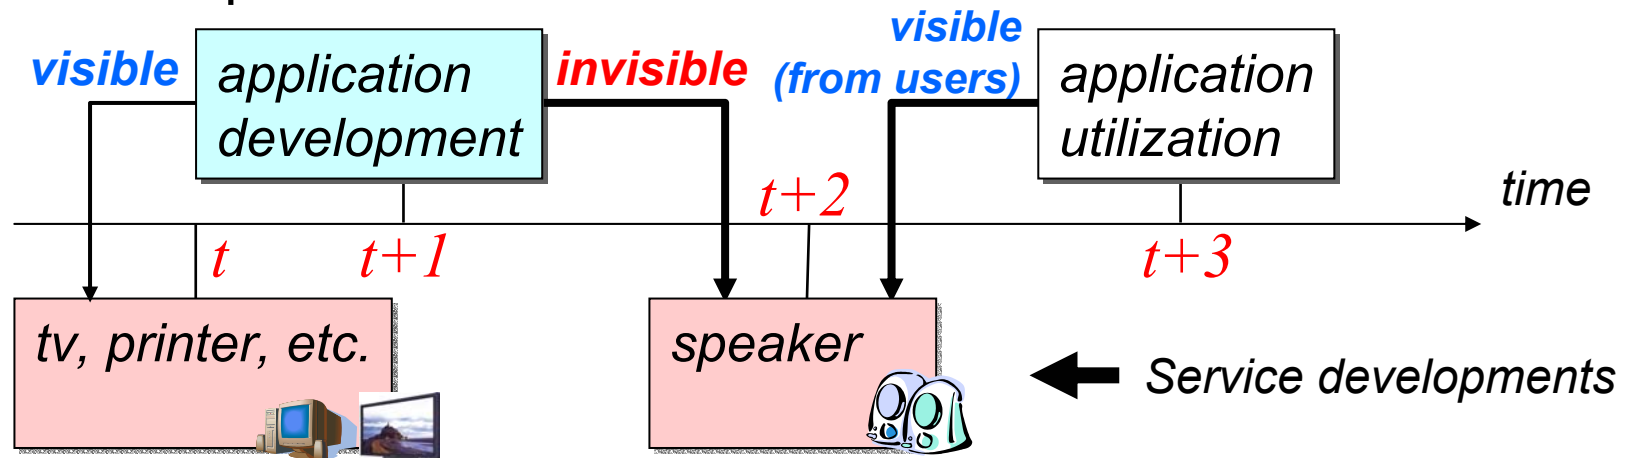 visible
application
development
invisible
visible
(from users)
application
utilization
time
t
t+1
t+2
t+3
tv, printer, etc.
speaker
Service developments